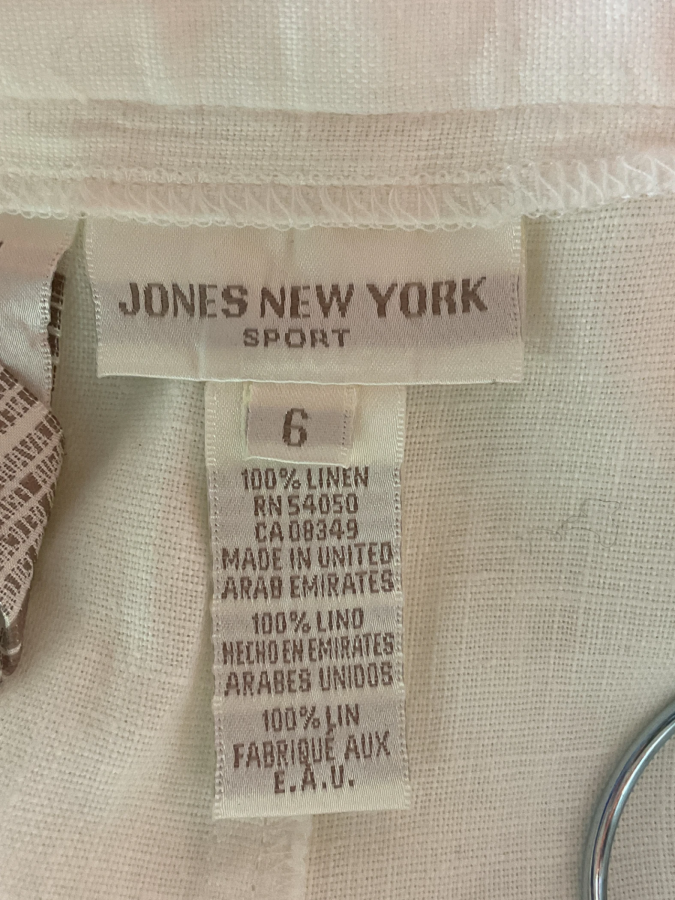 JONES NEW YORK
SPORT
6
100% LINEN
RN 54050
CA 08349
MADE IN UNITED
ARAB EMIRATES
100% LINO
HECHO EN EMIRATES
ARABES UNIDOS
100% LIN
FABRIQUÉ AUX
E.A.U.